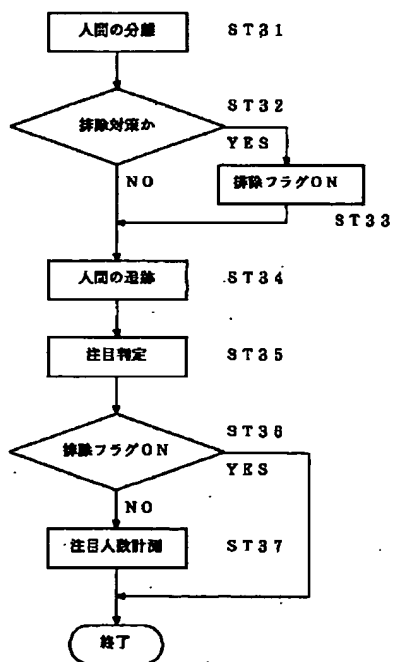 人間の分離 ST31
排除対策か ST32
YES
NO
排除フラグON
ST33
人間の追跡 ST34
注目判定 ST35
排除フラグON ST36
YES
NO
注目人数計測 ST37
終了